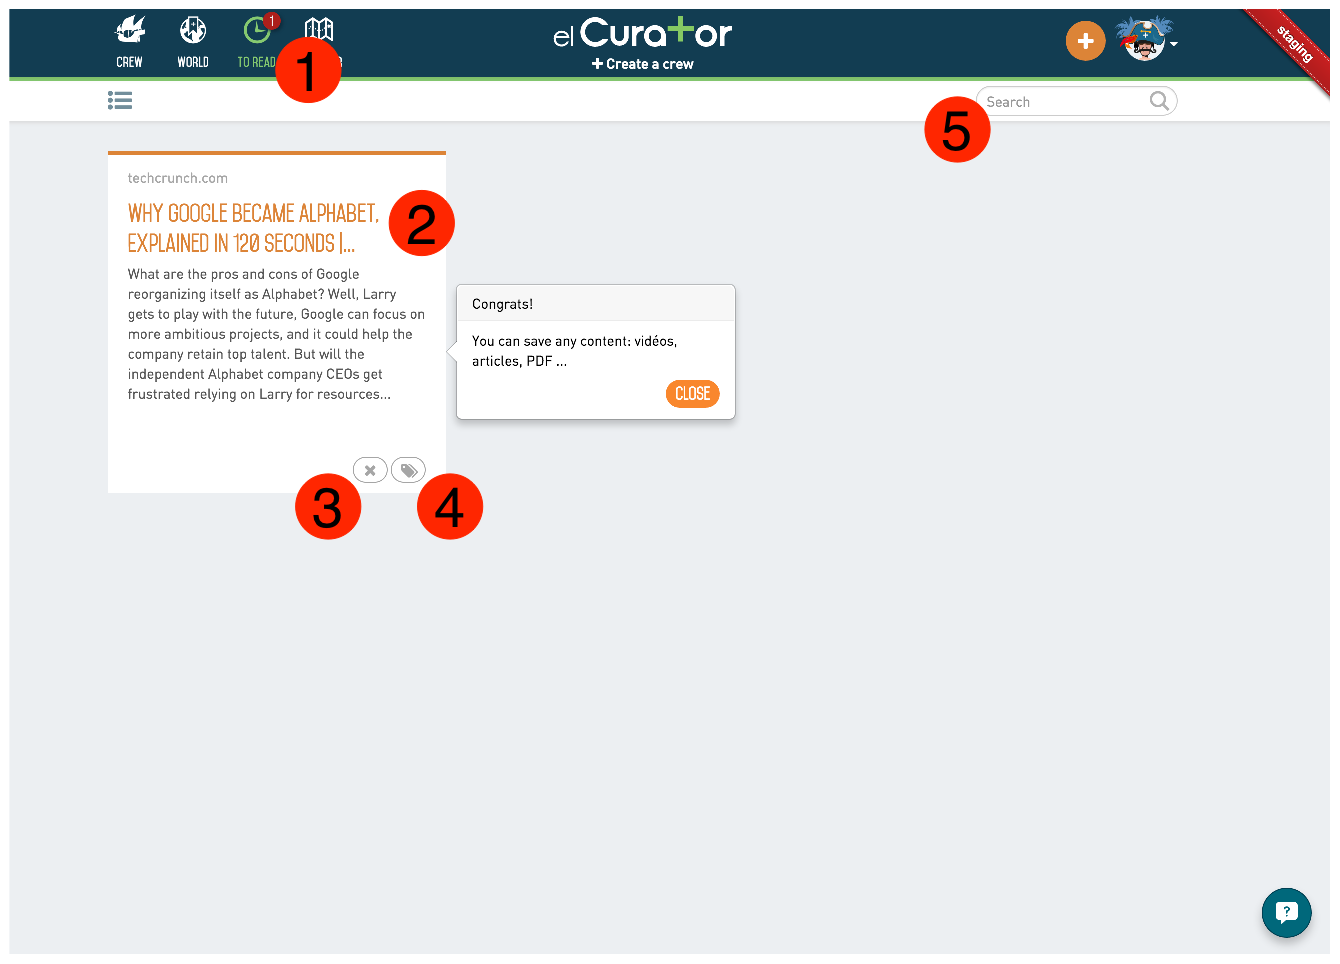 1
CREW
WORLD
TO READ
1
el Curator
+ Create a crew
staging
Search
5
techcrunch.com
WHY GOOGLE BECAME ALPHABET,
EXPLAINED IN 120 SECONDS |...
2
What are the pros and cons of Google
reorganizing itself as Alphabet? Well, Larry
gets to play with the future, Google can focus on
more ambitious projects, and it could help the
company retain top talent. But will the
independent Alphabet company CEOs get
frustrated relying on Larry for resources...
Congrats!
You can save any content: vidéos,
articles, PDF ...
CLOSE
3
4
?